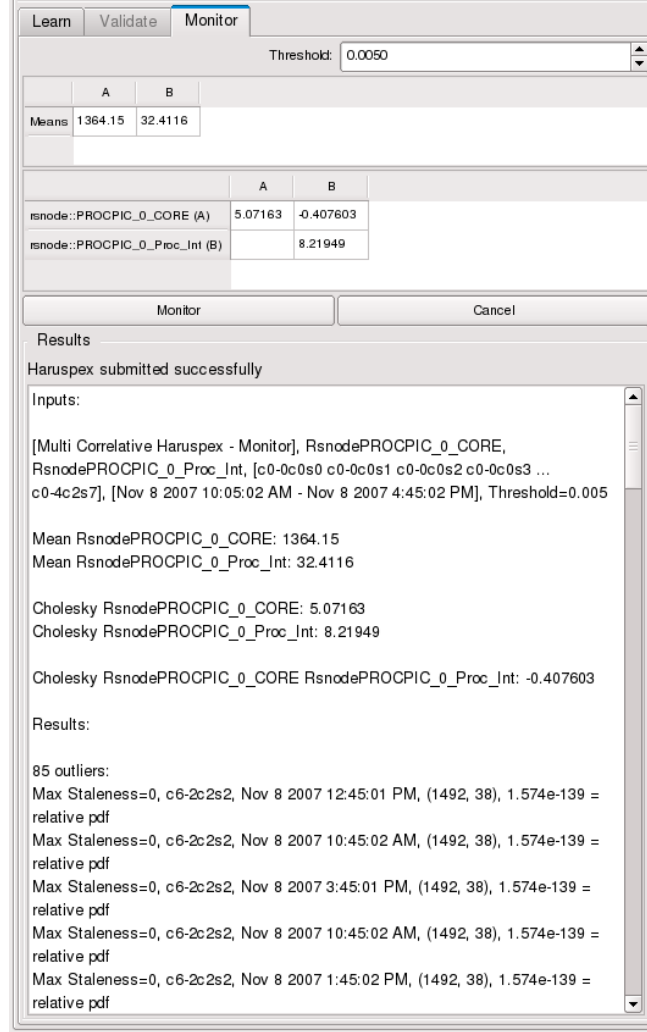 Learn Validate Monitor
Threshold: 0.0050
A B
Means 1364.15 32.4116
A B
rsnode::PROCPIC_0_CORE (A) 5.07163 -0.407603
rsnode::PROCPIC_0_Proc_Int (B) 8.21949
Monitor Cancel
Results
Haruspex submitted successfully
Inputs:
[Multi Correlative Haruspex - Monitor], RsnodePROCPIC_0_CORE,
RsnodePROCPIC_0_Proc_Int, [c0-0c0s0 c0-0c0s1 c0-0c0s2 c0-0c0s3 ...
c0-4c2s7], [Nov 8 2007 10:05:02 AM - Nov 8 2007 4:45:02 PM], Threshold=0.005
Mean RsnodePROCPIC_0_CORE: 1364.15
Mean RsnodePROCPIC_0_Proc_Int: 32.4116
Cholesky RsnodePROCPIC_0_CORE: 5.07163
Cholesky RsnodePROCPIC_0_Proc_Int: 8.21949
Cholesky RsnodePROCPIC_0_CORE RsnodePROCPIC_0_Proc_Int: -0.407603
Results:
85 outliers:
Max Staleness=0, c6-2c2s2, Nov 8 2007 12:45:01 PM, (1492, 38), 1.574e-139 =
relative pdf
Max Staleness=0, c6-2c2s2, Nov 8 2007 10:45:02 AM, (1492, 38), 1.574e-139 =
relative pdf
Max Staleness=0, c6-2c2s2, Nov 8 2007 3:45:01 PM, (1492, 38), 1.574e-139 =
relative pdf
Max Staleness=0, c6-2c2s2, Nov 8 2007 10:45:02 AM, (1492, 38), 1.574e-139 =
relative pdf
Max Staleness=0, c6-2c2s2, Nov 8 2007 1:45:02 PM, (1492, 38), 1.574e-139 =
relative pdf